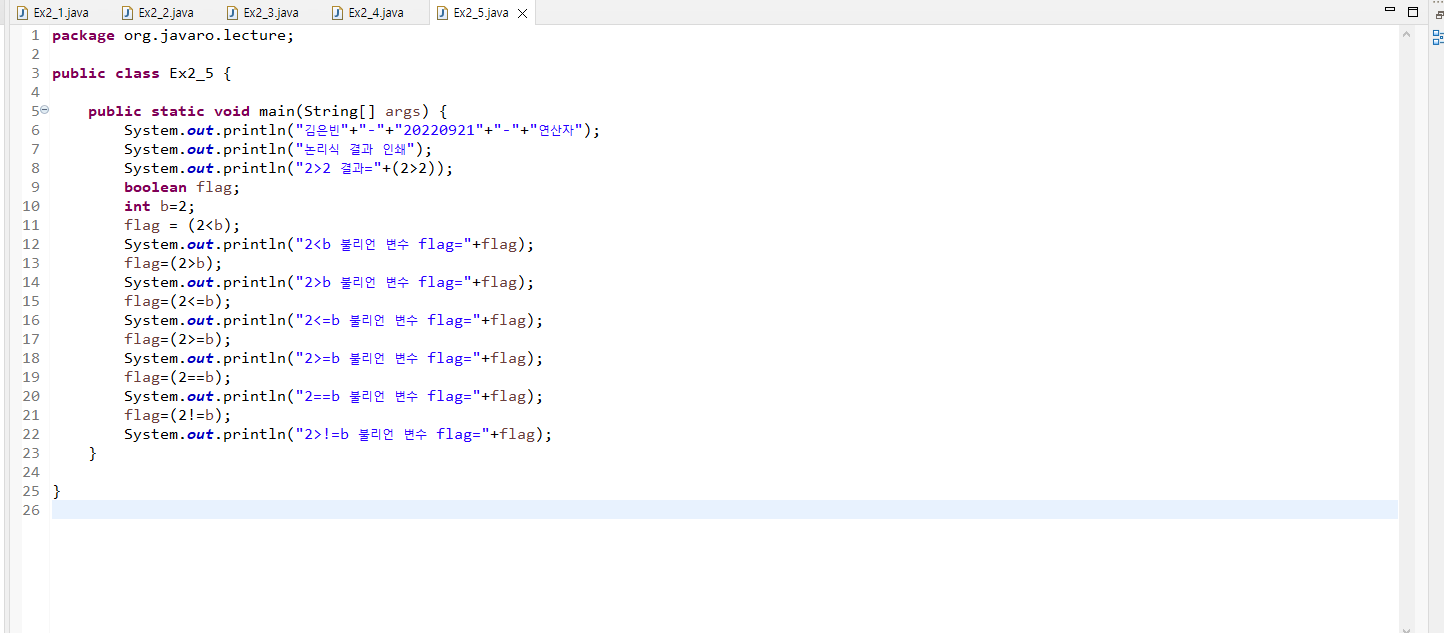 Ex2_1.java Ex2_2.java Ex2_3.java Ex2_4.java Ex2_5.java
1 package org.javaro.lecture;
2
3 public class Ex2_5 {
4
5 public static void main(String[] args) {
6 System.out.println("김은빈"+"-"+"20220921"+"-"+"연산자");
7 System.out.println("논리식 결과 인쇄");
8 System.out.println("2>2 결과="+(2>2));
9 boolean flag;
10 int b=2;
11 flag = (2<b);
12 System.out.println("2<b 불리언 변수 flag="+flag);
13 flag=(2>b);
14 System.out.println("2>b 불리언 변수 flag="+flag);
15 flag=(2<=b);
16 System.out.println("2<=b 불리언 변수 flag="+flag);
17 flag=(2>=b);
18 System.out.println("2>=b 불리언 변수 flag="+flag);
19 flag=(2==b);
20 System.out.println("2==b 불리언 변수 flag="+flag);
21 flag=(2!=b);
22 System.out.println("2>!=b 불리언 변수 flag="+flag);
23 }
24
25 }
26